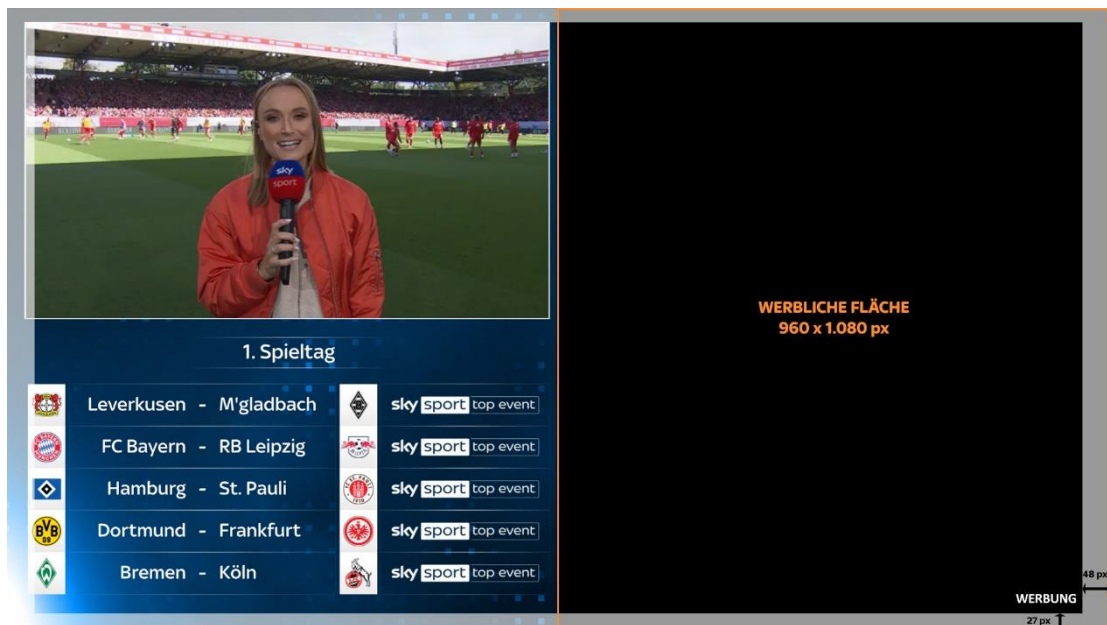 sky
sport
1. Spieltag
Leverkusen - M'gladbach sky sport top event
FC Bayern - RB Leipzig sky sport top event
Hamburg - St. Pauli sky sport top event
BVB
09
Dortmund - Frankfurt sky sport top event
Bremen - Köln sky sport top event
WERBLICHE FLÄCHE
960 x 1.080 px
48 px
WERBUNG
27 px